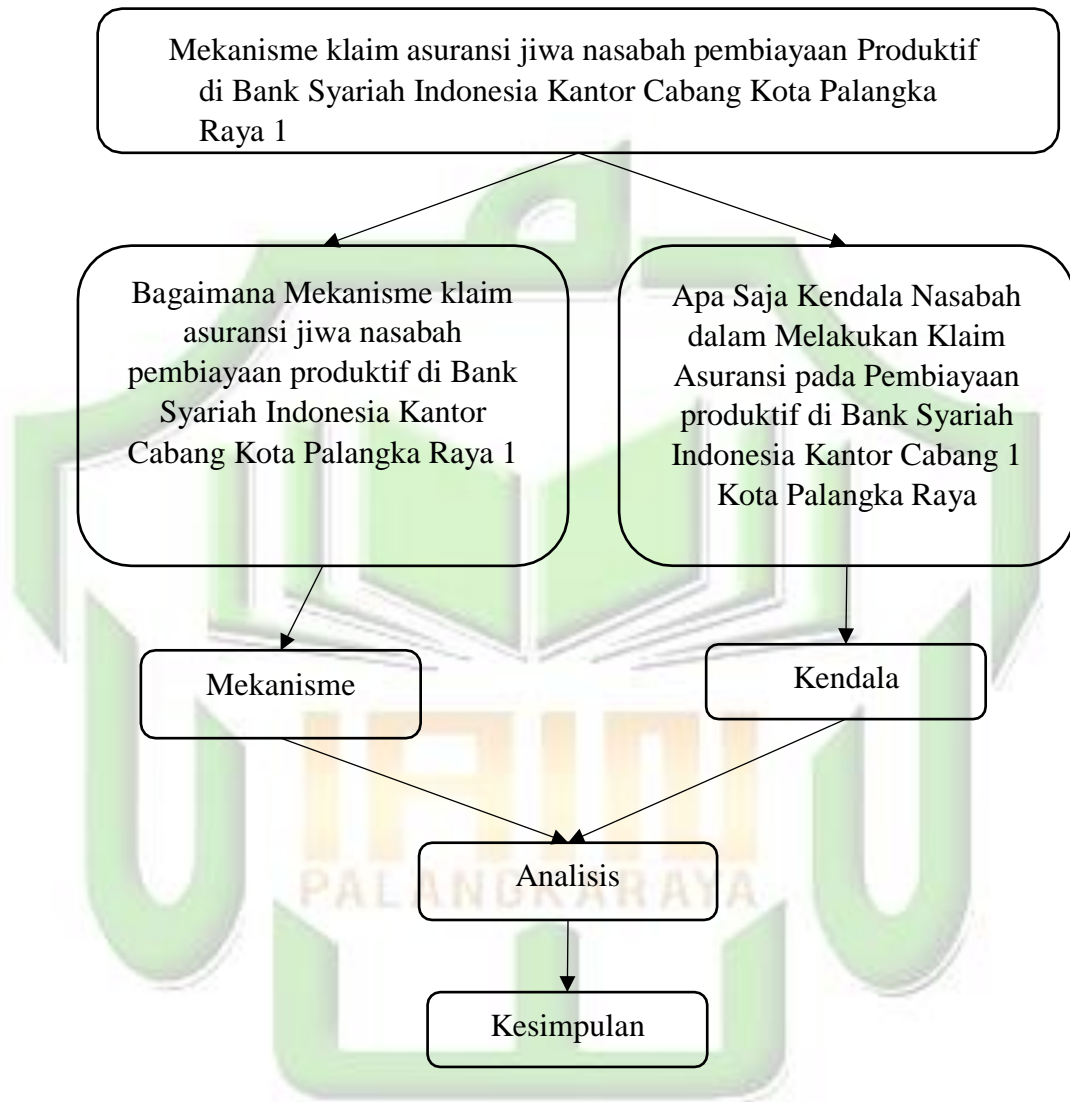 Mekanisme klaim asuransi jiwa nasabah pembiayaan Produktif
di Bank Syariah Indonesia Kantor Cabang Kota Palangka
Raya 1
Bagaimana Mekanisme klaim
asuransi jiwa nasabah
pembiayaan produktif di Bank
Syariah Indonesia Kantor
Cabang Kota Palangka Raya 1
Apa Saja Kendala Nasabah
dalam Melakukan Klaim
Asuransi pada Pembiayaan
produktif di Bank Syariah
Indonesia Kantor Cabang 1
Kota Palangka Raya
Mekanisme
Kendala
IAIN
PALANGKARAYA
Analisis
Kesimpulan